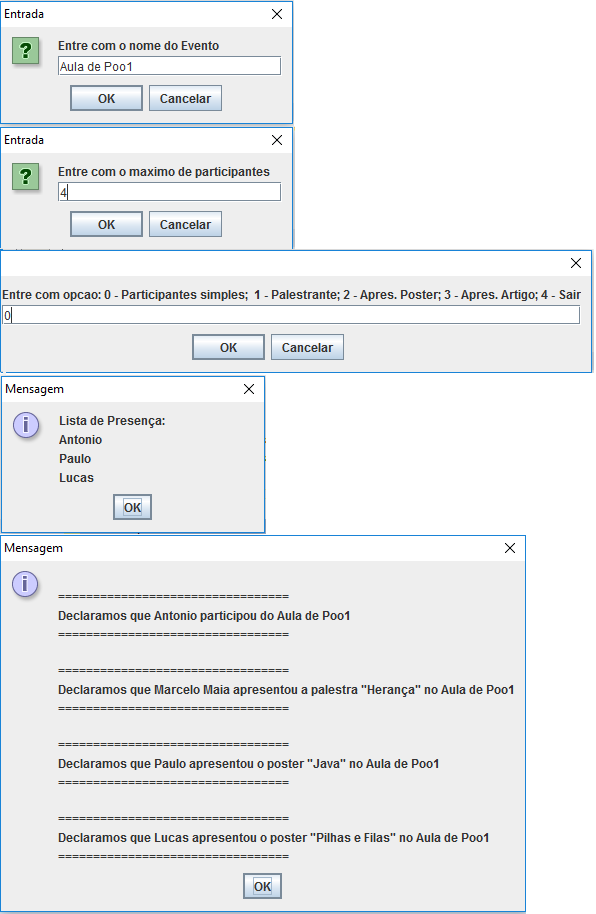 Entrada
Entre com o nome do Evento
Aula de Poo1
OK Cancelar
Entrada
Entre com o maximo de participantes
4
OK Cancelar
Entre com opcao: 0 - Participantes simples;  1 - Palestrante; 2 - Apres. Poster; 3 - Apres. Artigo; 4 - Sair
0
OK Cancelar
Mensagem
Lista de Presença:
Antonio
Paulo
Lucas
OK
Mensagem
=================================
Declaramos que Antonio participou do Aula de Poo1
=================================
=================================
Declaramos que Marcelo Maia apresentou a palestra "Herança" no Aula de Poo1
=================================
=================================
Declaramos que Paulo apresentou o poster "Java" no Aula de Poo1
=================================
=================================
Declaramos que Lucas apresentou o poster "Pilhas e Filas" no Aula de Poo1
=================================
OK